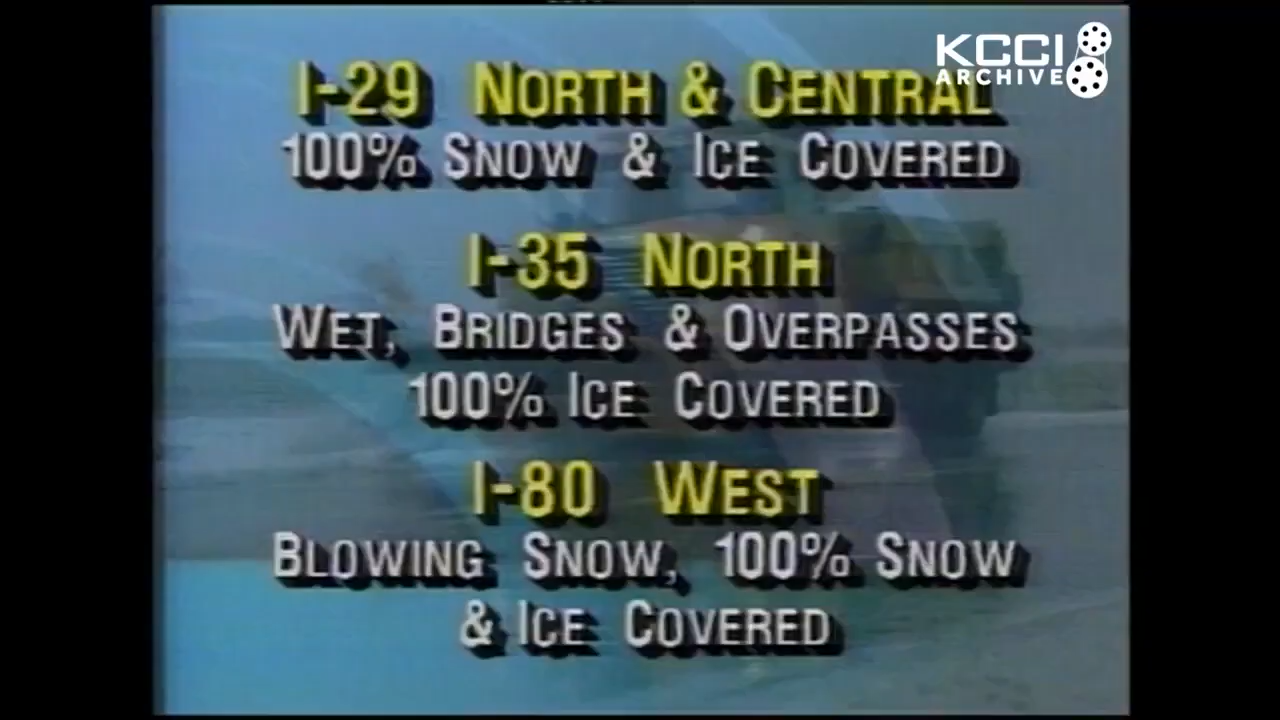 KCCI
ARCHIVE
I-29 NORTH & CENTRAL
100% SNOW & ICE COVERED
I-35 NORTH
WET, BRIDGES & OVERPASSES
100% ICE COVERED
I-80 WEST
BLOWING SNOW, 100% SNOW
& ICE COVERED